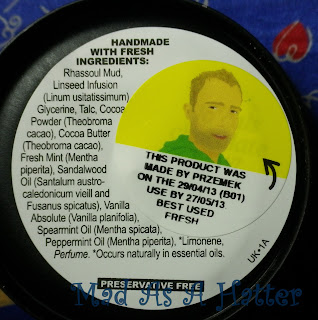 HANDMADE
WITH FRESH
INGREDIENTS:
Rhassoul Mud,
Linseed Infusion
(Linum usitatissimum)
Glycerine, Talc, Cocoa
Powder (Theobroma
cacao), Cocoa Butter
(Theobroma cacao),
Fresh Mint (Mentha
piperita), Sandalwood
Oil (Santalum austro-
caledonicum vieill and
Fusanus spicatus), Vanilla
Absolute (Vanilla planifolia),
Spearmint Oil (Mentha spicata),
Peppermint Oil (Mentha piperita), *Limonene,
Perfume. *Occurs naturally in essential oils.
THIS PRODUCT WAS
MADE BY PRZEMEK
ON THE 29/04/13 (B01)
USE BY 27/05/13
BEST USED
FRESH
UK-1A
PRESERVATIVE FREE
Mad As A Hatter